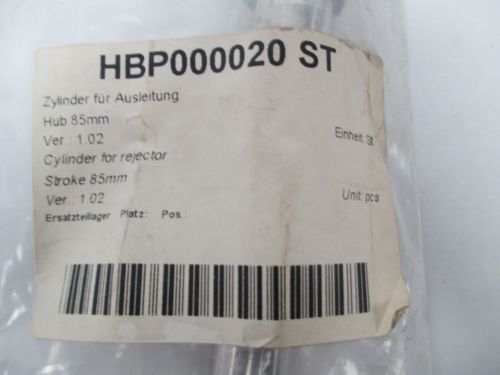 HBP000020 ST
Zylinder für Ausleitung
Hub 85mm
Ver.: 1.02
Einheit: St
Cylinder for rejector
Stroke 85mm
Ver.: 1.02
Unit: pcs
Ersatzteillager Platz: Pos.: